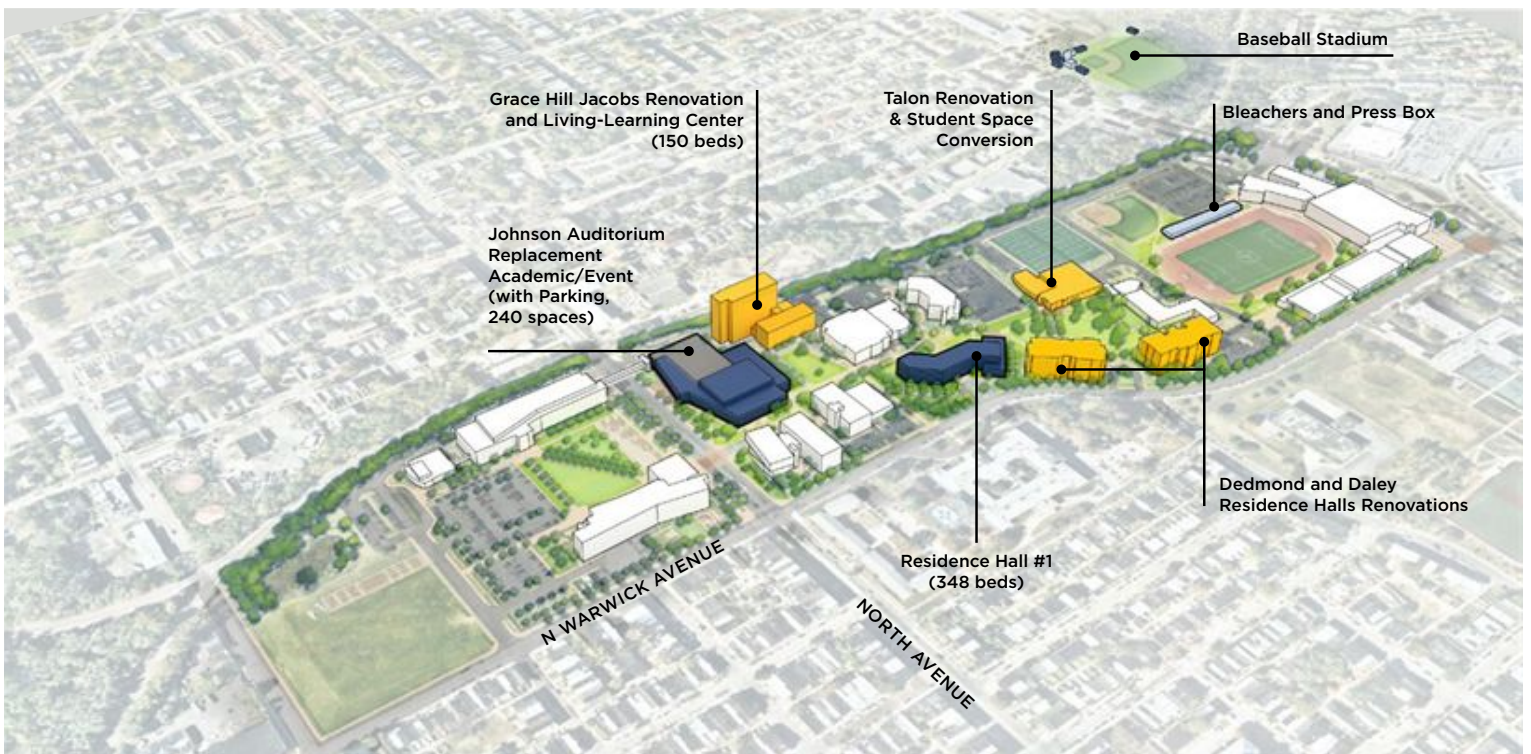 Baseball Stadium
Grace Hill Jacobs Renovation
and Living-Learning Center
(150 beds)
Talon Renovation
& Student Space
Conversion
Bleachers and Press Box
Johnson Auditorium
Replacement
Academic/Event
(with Parking,
240 spaces)
Dedmond and Daley
Residence Halls Renovations
Residence Hall #1
(348 beds)
N WARWICK AVENUE
NORTH AVENUE